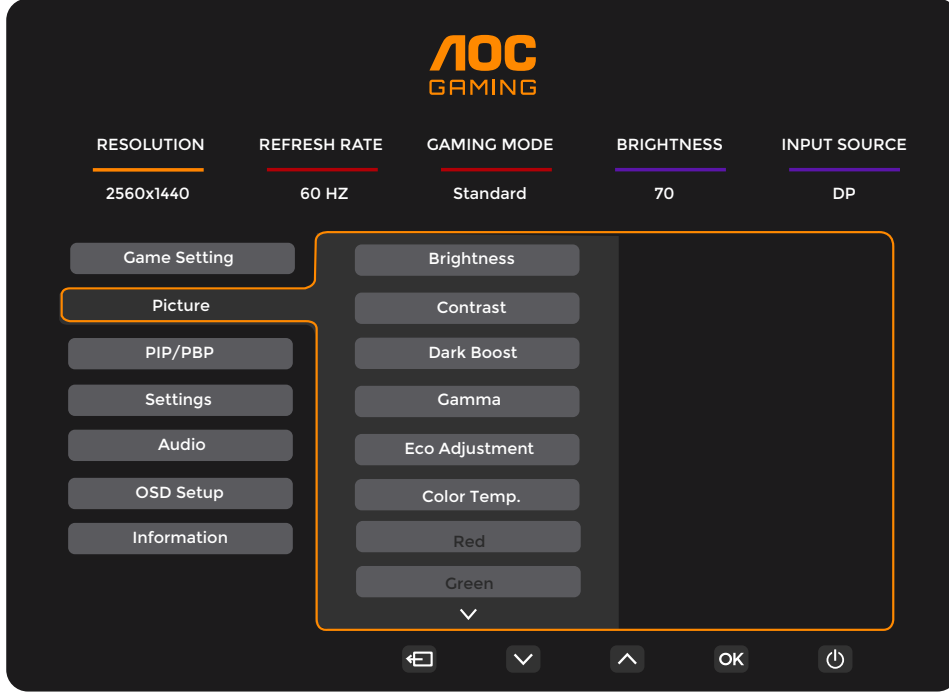 AOC
GAMING
RESOLUTION REFRESH RATE GAMING MODE BRIGHTNESS INPUT SOURCE
2560x1440 60 HZ Standard 70 DP
Game Setting
Picture
PIP/PBP
Settings
Audio
OSD Setup
Information
Brightness
Contrast
Dark Boost
Gamma
Eco Adjustment
Color Temp.
Red
Green
OK